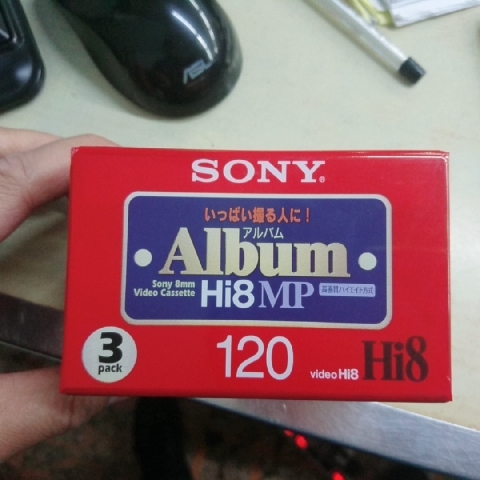 ASUS
SONY®
いっぱい撮る人に!
アルバム
Album
Sony 8mm
Video Cassette
Hi8 MP
高画質ハイエイト方式
3
pack
120
video Hi8
Hi8